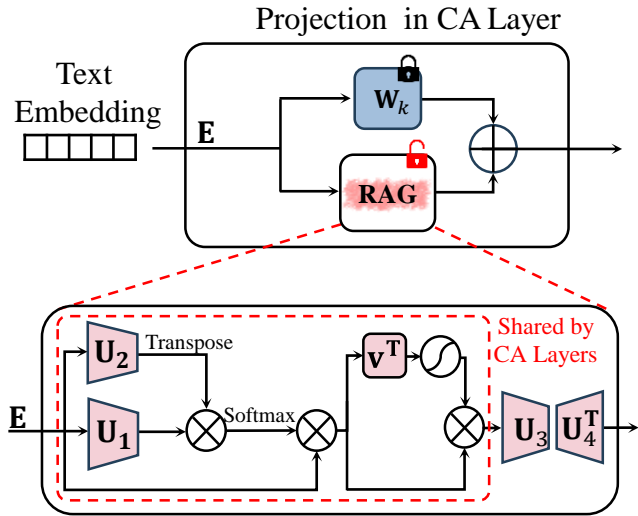 Projection in CA Layer
Text
Embedding
E
W_k
RAG
Shared by
CA Layers
U_2
Transpose
v^T
E
U_1
Softmax
U_3
U_4^T